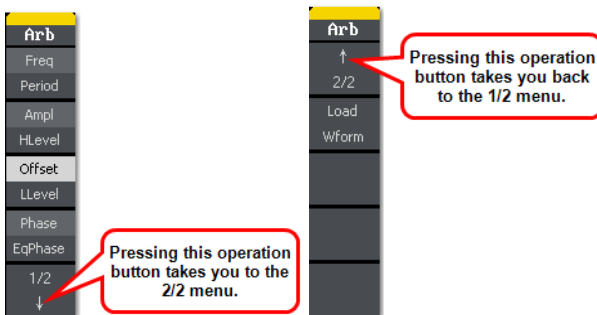 Arb
Freq
Period
Ampl
HLevel
Offset
LLevel
Phase
EqPhase
1/2
↓
Pressing this operation
button takes you to the
2/2 menu.
Arb
↑
2/2
Load
Wform
Pressing this operation
button takes you back
to the 1/2 menu.